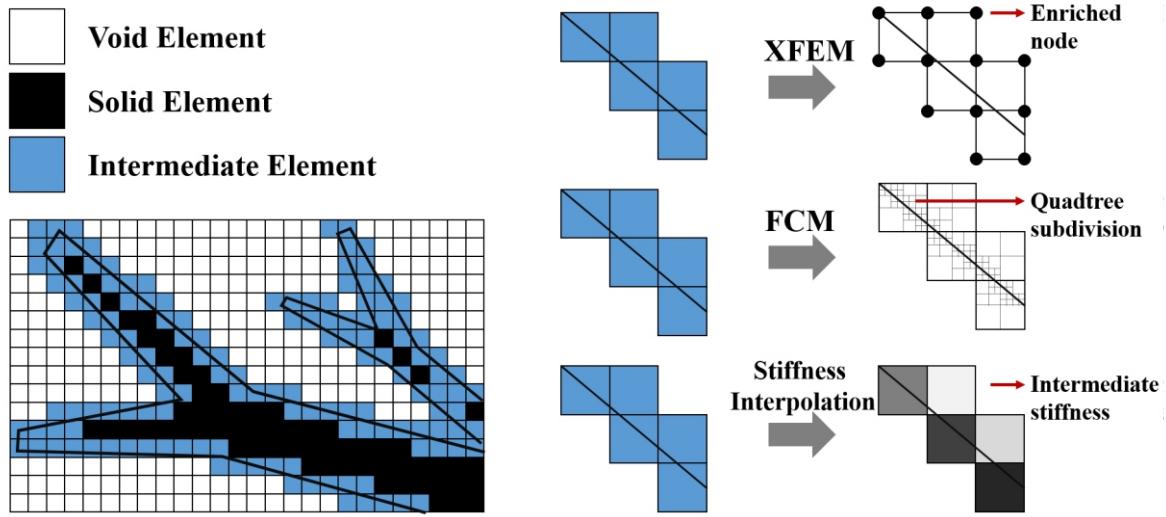 Void Element
Solid Element
Intermediate Element
XFEM
Enriched
node
FCM
Quadtree
subdivision
Stiffness
Interpolation
Intermediate
stiffness